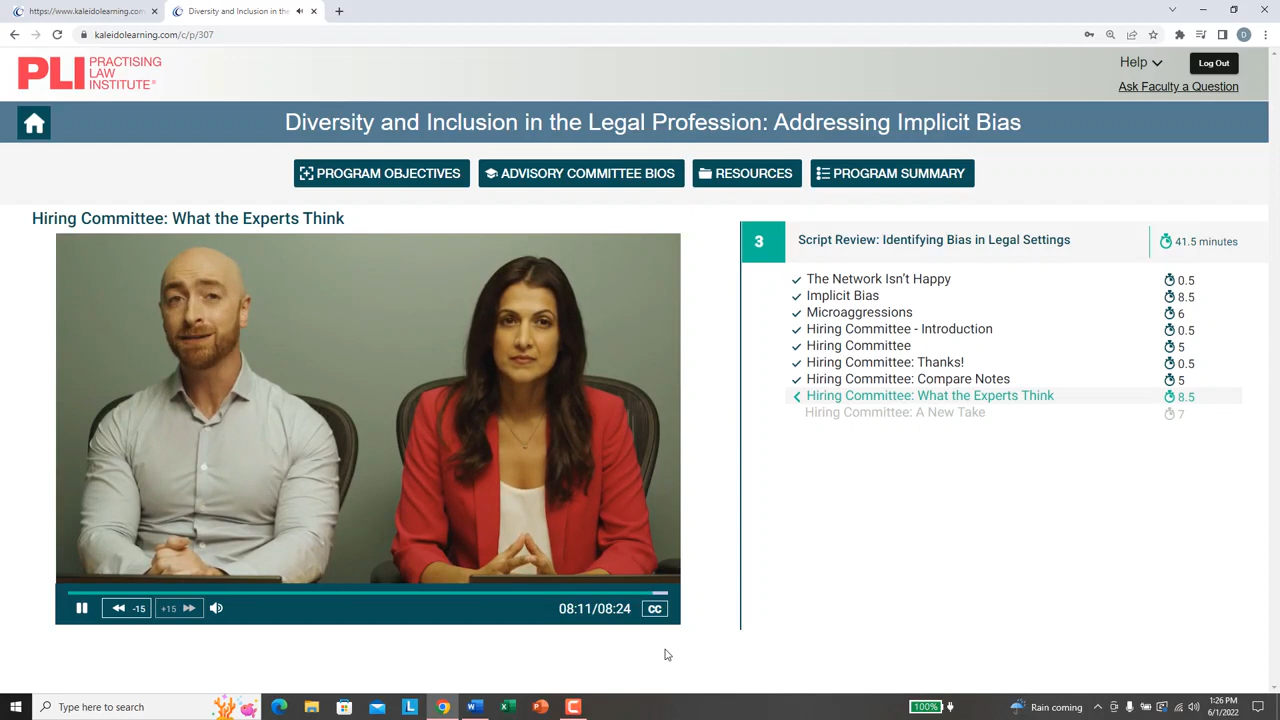 https://www.kaleidolearning.com
Diversity and Inclusion in the
kaleidolearning.com/c/p/307
D
PLI PRACTISING
LAW
INSTITUTE®
Help
Log Out
Ask Faculty a Question
Diversity and Inclusion in the Legal Profession: Addressing Implicit Bias
PROGRAM OBJECTIVES
ADVISORY COMMITTEE BIOS
RESOURCES
PROGRAM SUMMARY
Hiring Committee: What the Experts Think
3
Script Review: Identifying Bias in Legal Settings
41.5 minutes
The Network Isn't Happy 0.5
Implicit Bias 8.5
Microaggressions 6
Hiring Committee - Introduction 0.5
Hiring Committee 5
Hiring Committee: Thanks! 0.5
Hiring Committee: Compare Notes 5
Hiring Committee: What the Experts Think 8.5
Hiring Committee: A New Take 7
-15
+15
08:11/08:24
CC
Type here to search
L
100%
Rain coming
1:26 PM
6/1/2022